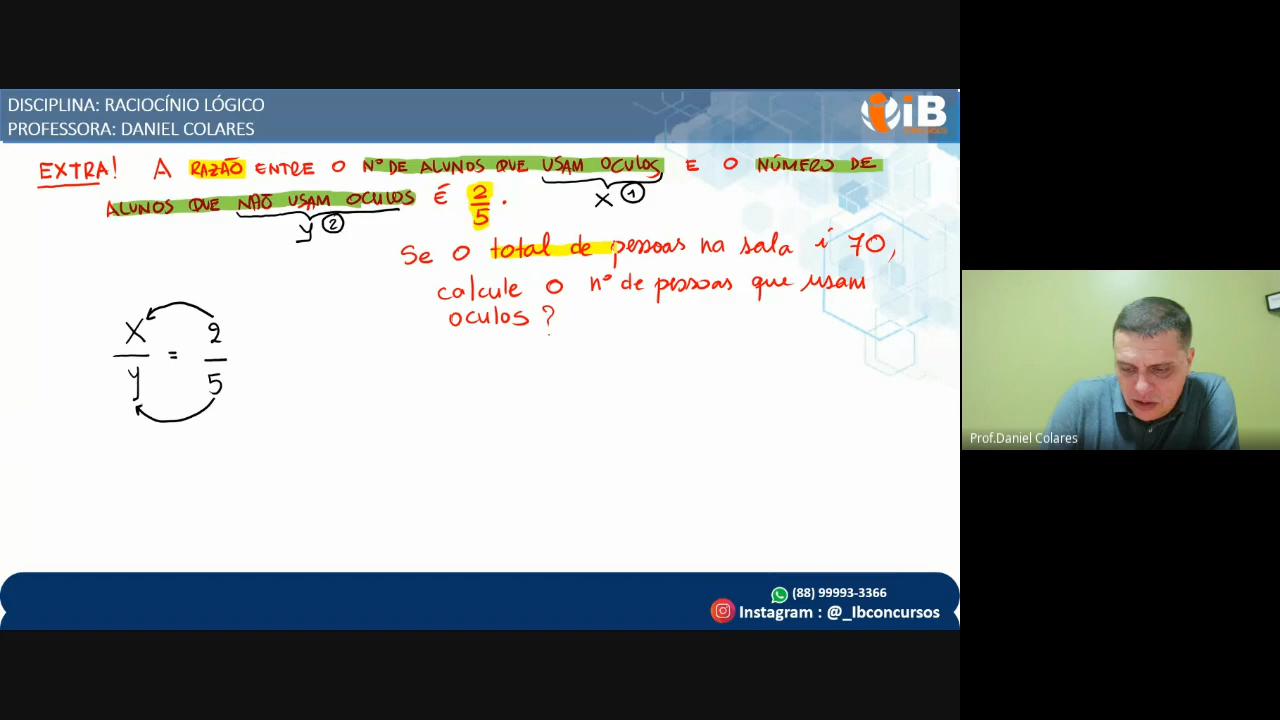 DISCIPLINA: RACIOCÍNIO LÓGICO
PROFESSORA: DANIEL COLARES
iB
EXTRA! A RAZÃO ENTRE O Nº DE ALUNOS QUE USAM OCULOS E O NÚMERO DE
ALUNOS QUE NÃO USAM OCULOS É 2/5.
X 1
y 2
Se o total de pessoas na sala é 70,
calcule o nº de pessoas que usam
oculos ?
X/y = 2/5
Prof.Daniel Colares
(88) 99993-3366
Instagram : @_Ibconcursos